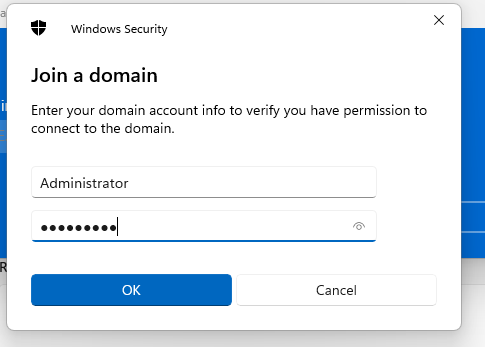 Windows Security
Join a domain
Enter your domain account info to verify you have permission to
connect to the domain.
Administrator
●●●●●●●●●
OK
Cancel